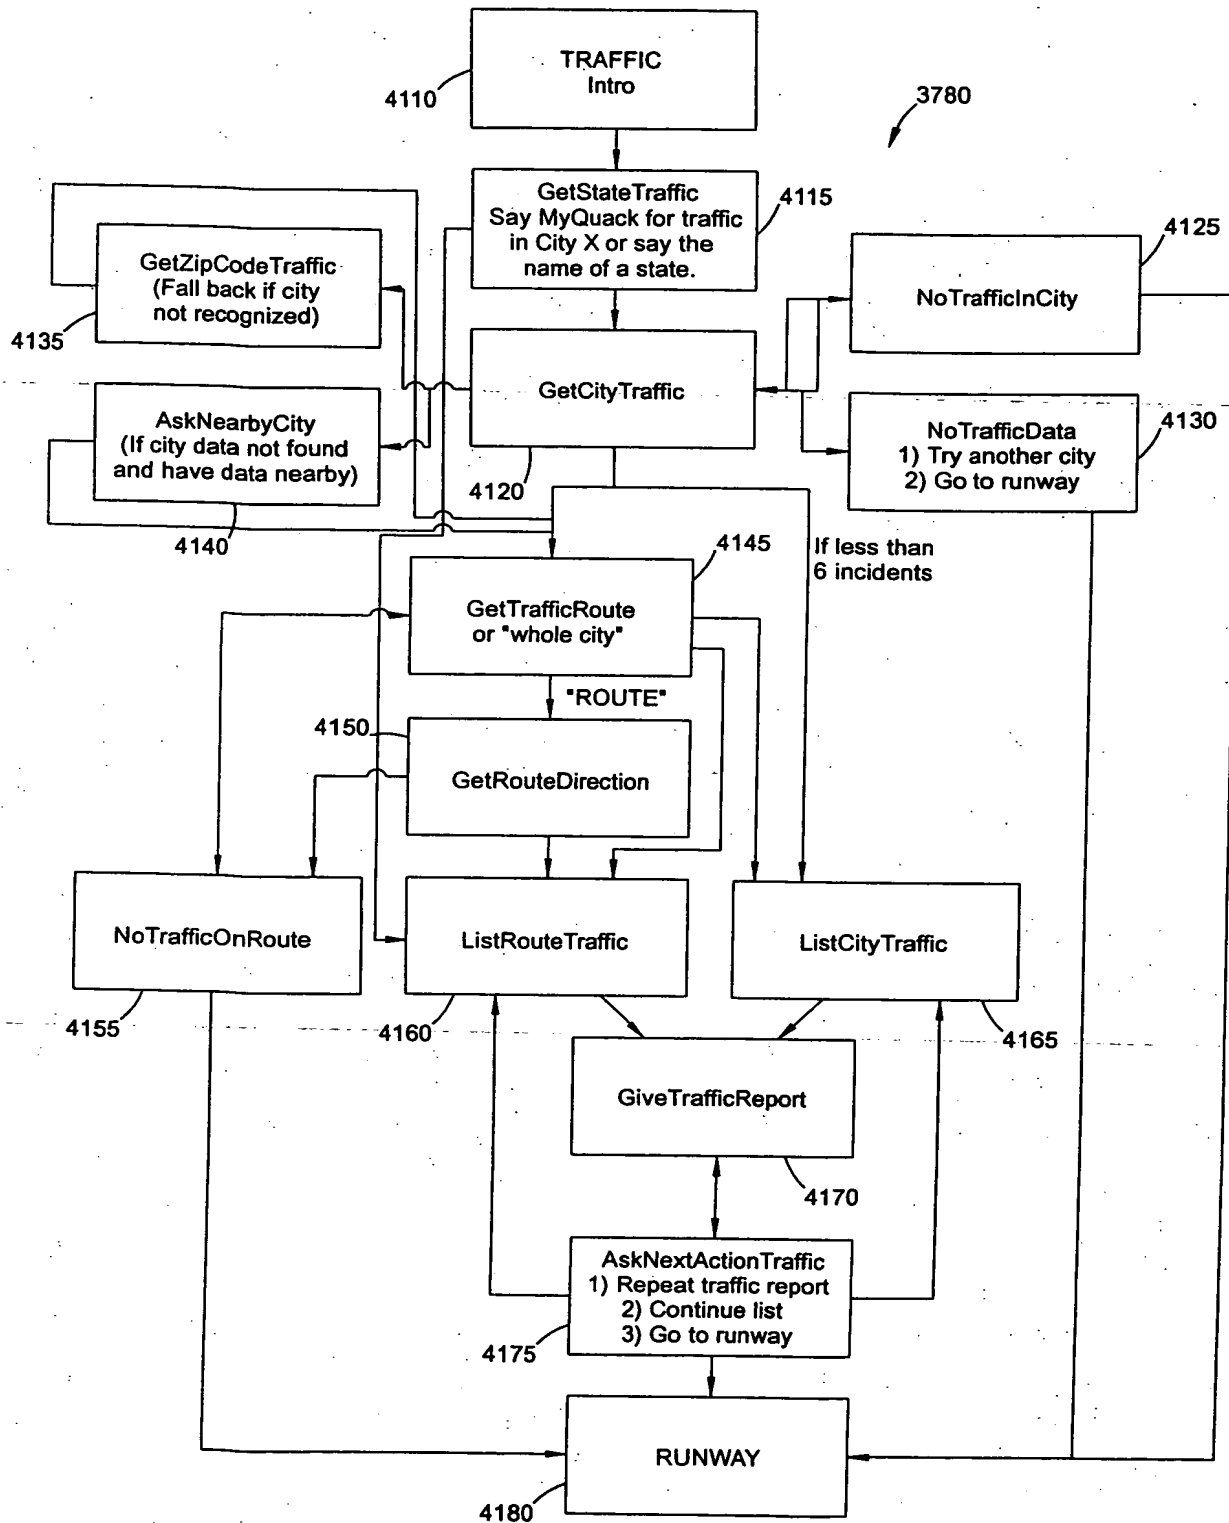 TRAFFIC
Intro
4110
3780
GetStateTraffic
Say MyQuack for traffic
in City X or say the
name of a state.
4115
4125
GetZipCodeTraffic
(Fall back if city
not recognized)
4135
NoTrafficInCity
GetCityTraffic
4120
AskNearbyCity
(If city data not found
and have data nearby)
4140
NoTrafficData
1) Try another city
2) Go to runway
4130
If less than
6 incidents
4145
GetTrafficRoute
or "whole city"
"ROUTE"
4150
GetRouteDirection
NoTrafficOnRoute
4155
ListRouteTraffic
4160
ListCityTraffic
4165
GiveTrafficReport
4170
AskNextActionTraffic
1) Repeat traffic report
2) Continue list
3) Go to runway
4175
RUNWAY
4180